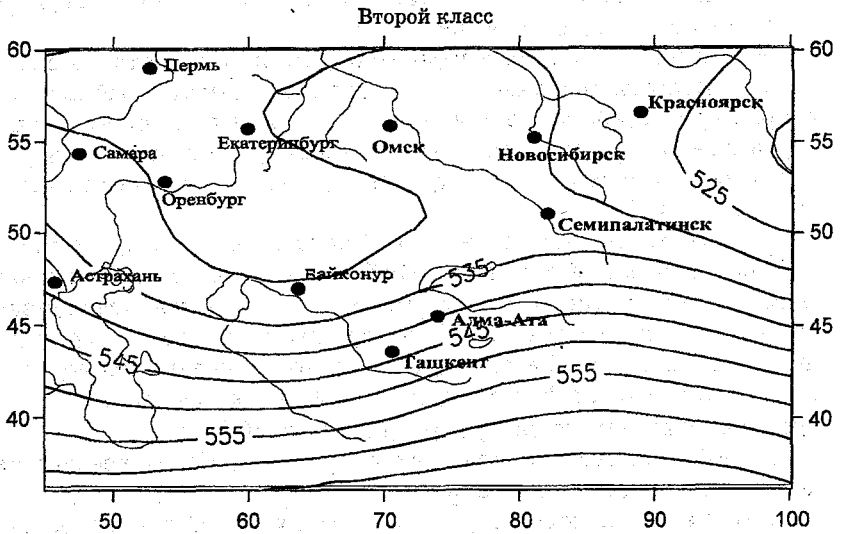 Второй класс
60
60
Пермь
Красноярск
55
Екатеринбург
Омск
55
Самара
Новосибирск
Оренбург
525
50
Семипалатинск
50
Астрахань
Байконур
535
45
Алма-Ата
45
545
545
Ташкент
555
40
555
40
50
60
70
80
90
100